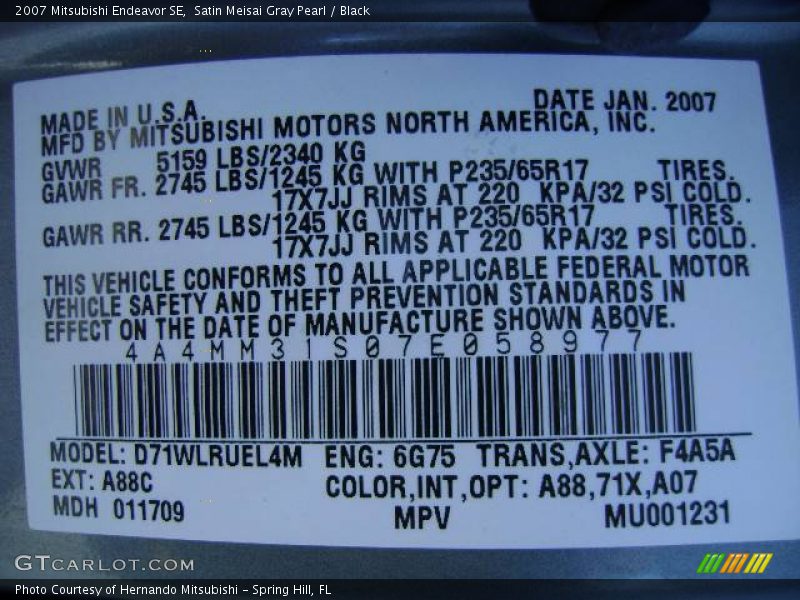 2007 Mitsubishi Endeavor SE, Satin Meisai Gray Pearl / Black
MADE IN U.S.A. DATE JAN. 2007
MFD BY MITSUBISHI MOTORS NORTH AMERICA, INC.
GVWR 5159 LBS/2340 KG
GAWR FR. 2745 LBS/1245 KG WITH P235/65R17 TIRES.
17X7JJ RIMS AT 220 KPA/32 PSI COLD.
GAWR RR. 2745 LBS/1245 KG WITH P235/65R17 TIRES.
17X7JJ RIMS AT 220 KPA/32 PSI COLD.
THIS VEHICLE CONFORMS TO ALL APPLICABLE FEDERAL MOTOR
VEHICLE SAFETY AND THEFT PREVENTION STANDARDS IN
EFFECT ON THE DATE OF MANUFACTURE SHOWN ABOVE.
4A4MM31S07E058977
MODEL: D71WLRUEL4M ENG: 6G75 TRANS,AXLE: F4A5A
EXT: A88C COLOR,INT,OPT: A88,71X,A07
MDH 011709 MPV MU001231
GTCARLOT.COM
Photo Courtesy of Hernando Mitsubishi - Spring Hill, FL